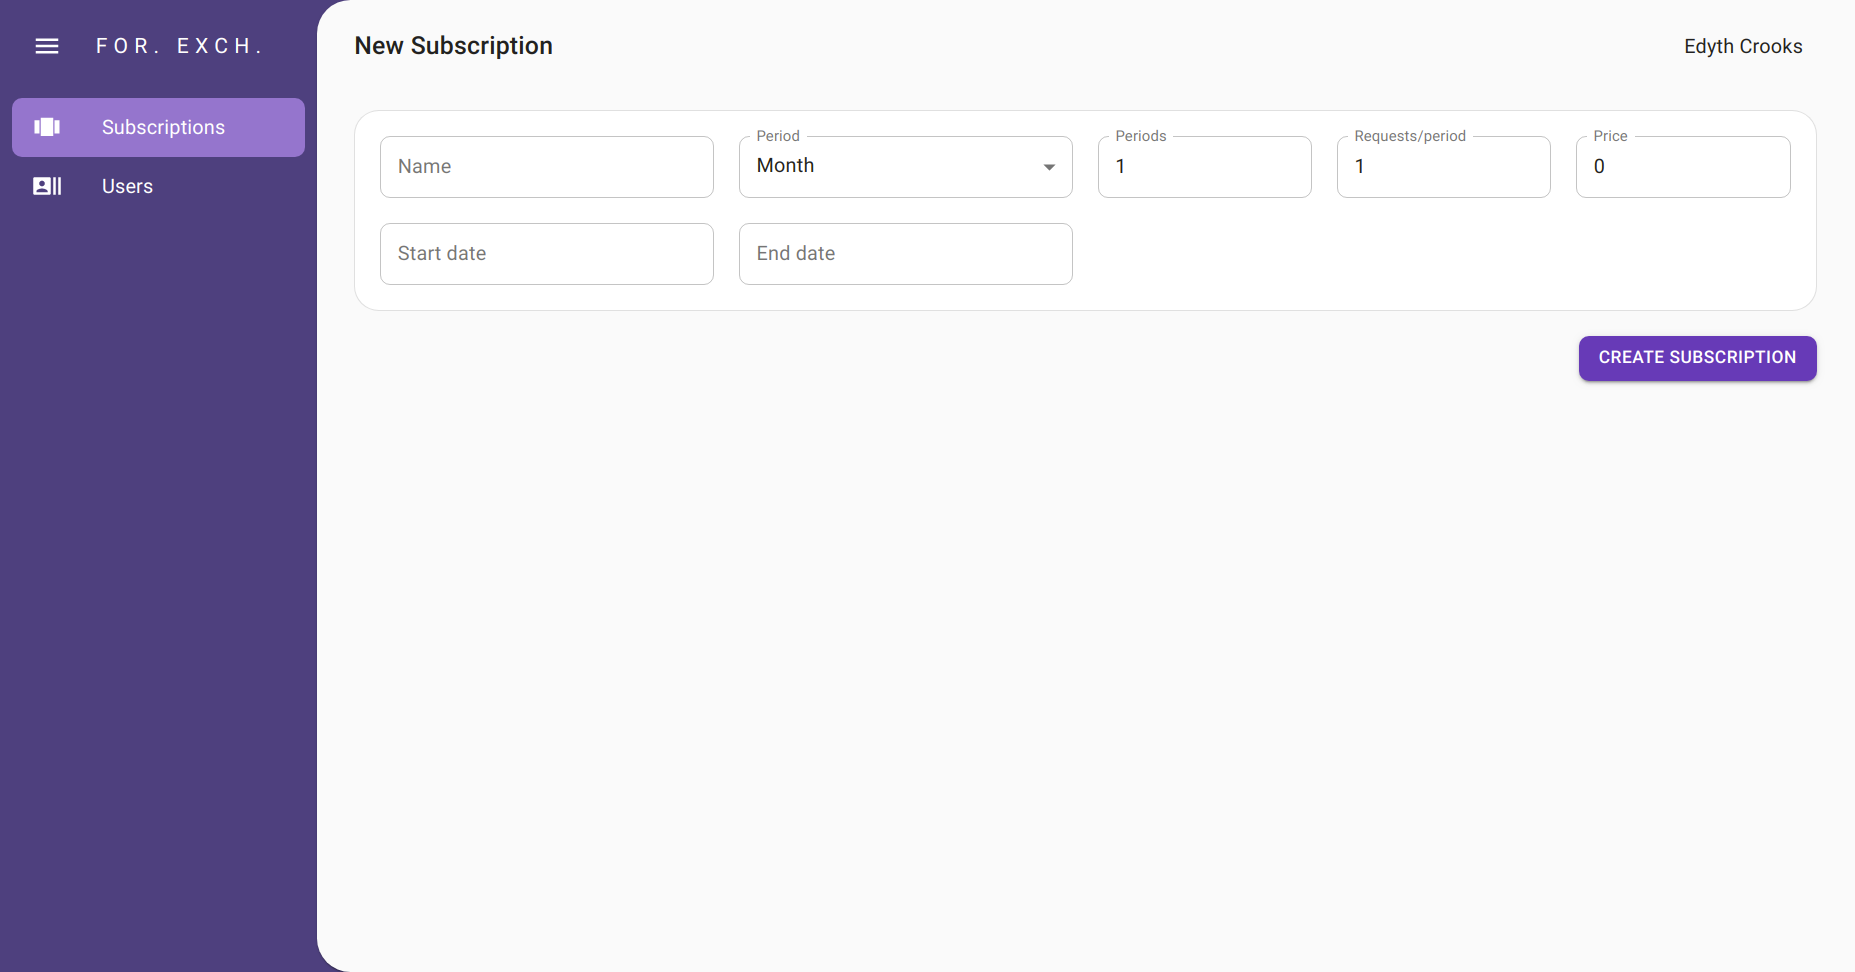 FOR. EXCH.
New Subscription
Edyth Crooks
Subscriptions
Users
Name
Period
Month
Periods
1
Requests/period
1
Price
0
Start date
End date
CREATE SUBSCRIPTION